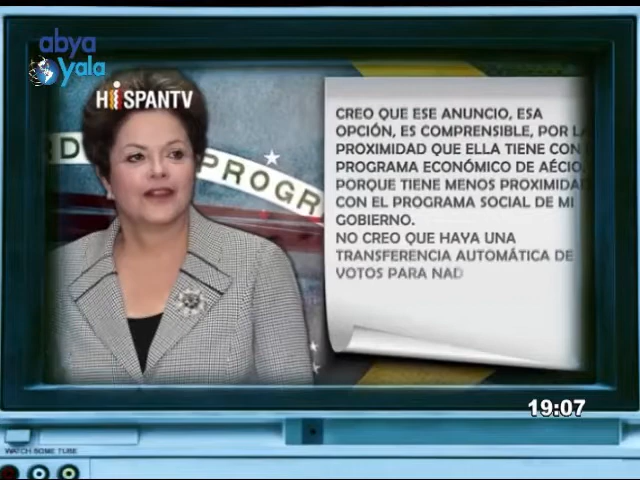 abya
yala
HISPANTV
RD
PROGR
CREO QUE ESE ANUNCIO, ESA
OPCIÓN, ES COMPRENSIBLE, POR LA
PROXIMIDAD QUE ELLA TIENE CON
PROGRAMA ECONÓMICO DE AÉCIO,
PORQUE TIENE MENOS PROXIMIDAD
CON EL PROGRAMA SOCIAL DE MI
GOBIERNO.
NO CREO QUE HAYA UNA
TRANSFERENCIA AUTOMÁTICA DE
VOTOS PARA NAD
19:07
WATCH SOME TUBE